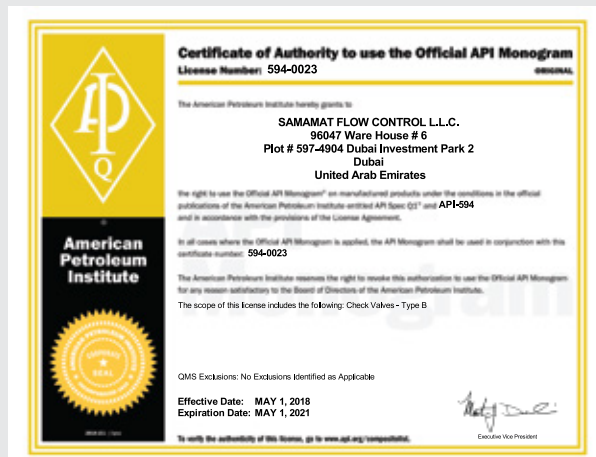 Certificate of Authority to use the Official API Monogram
License Number: 594-0023
ORIGINAL
The American Petroleum Institute hereby grants to
SAMAMAT FLOW CONTROL L.L.C.
96047 Ware House # 6
Plot # 597-4904 Dubai Investment Park 2
Dubai
United Arab Emirates
the right to use the Official API Monogram® on manufactured products under the conditions in the official
publications of the American Petroleum Institute entitled API Spec Q1® and API-594
and in accordance with the provisions of the License Agreement.
In all cases where the Official API Monogram is applied, the API Monogram shall be used in conjunction with this
certificate number: 594-0023
The American Petroleum Institute reserves the right to revoke this authorization to use the Official API Monogram
for any reason satisfactory to the Board of Directors of the American Petroleum Institute.
The scope of this license includes the following: Check Valves - Type B
QMS Exclusions: No Exclusions Identified as Applicable
Effective Date: MAY 1, 2018
Expiration Date: MAY 1, 2021
To verify the authenticity of this license, go to www.api.org/compositelist.
Executive Vice President
API
Q
American
Petroleum
Institute
AMERICAN PETROLEUM INSTITUTE
CORPORATE
SEAL
API
Monogram